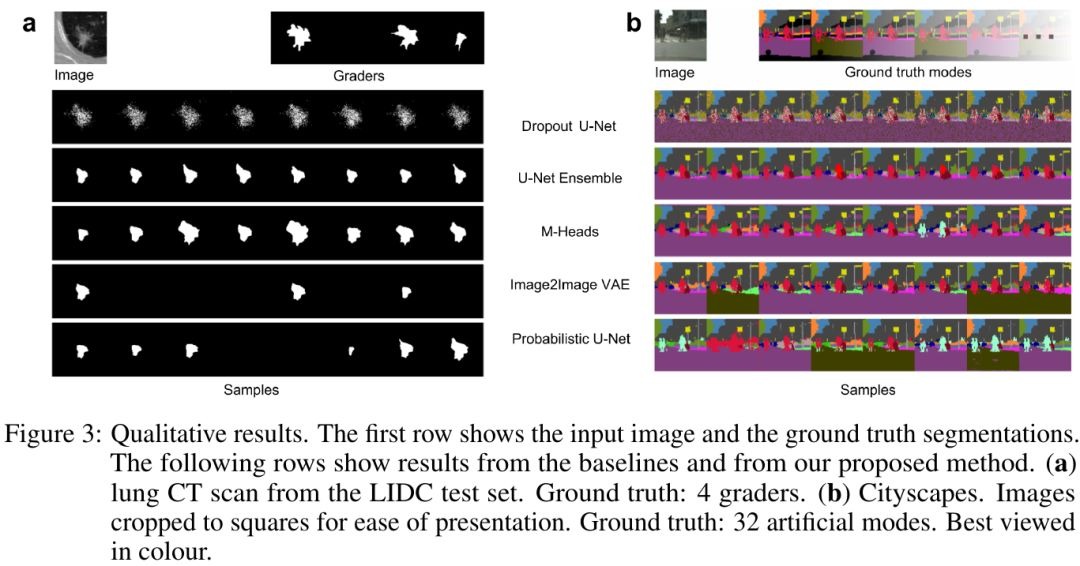 a
Image
Graders
b
Image
Ground truth modes
Dropout U-Net
U-Net Ensemble
M-Heads
Image2Image VAE
Probabilistic U-Net
Samples
Samples
Figure 3: Qualitative results. The first row shows the input image and the ground truth segmentations.
The following rows show results from the baselines and from our proposed method. (a)
lung CT scan from the LIDC test set. Ground truth: 4 graders. (b) Cityscapes. Images
cropped to squares for ease of presentation. Ground truth: 32 artificial modes. Best viewed
in colour.